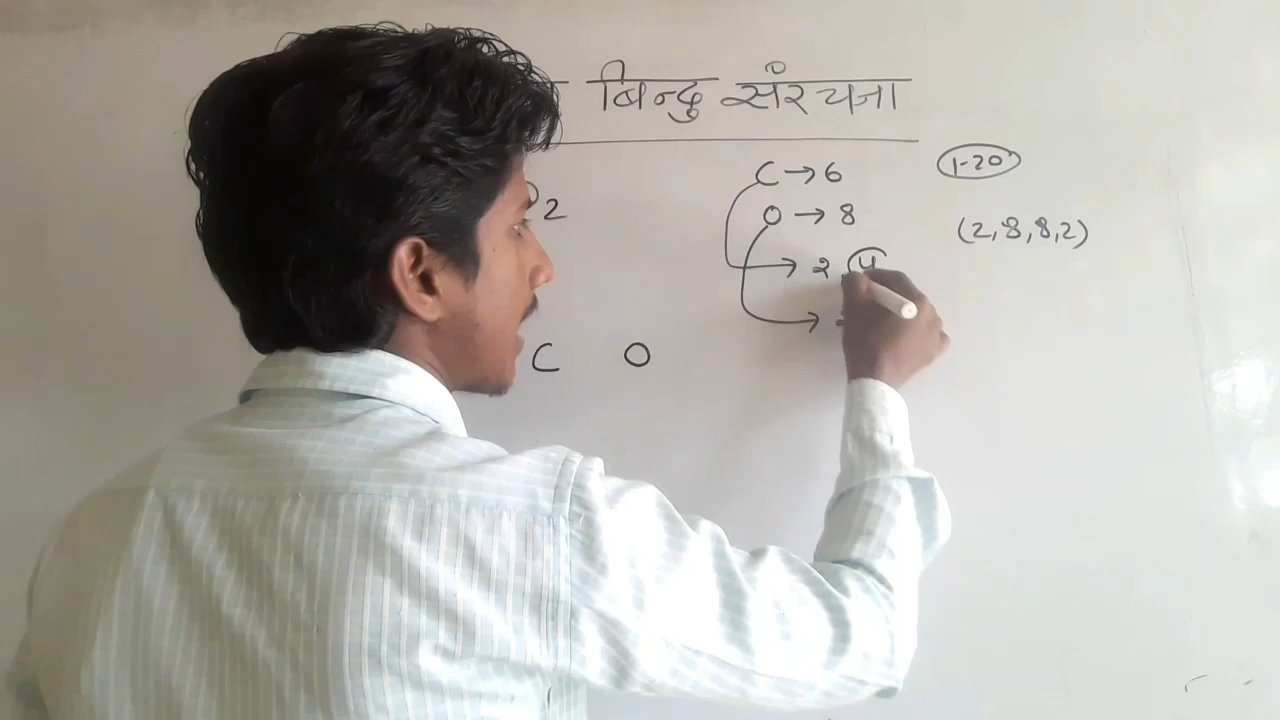 बिन्दु संरचना
C → 6
1-20
2
O → 8
(2,8,8,2)
→ 2 4
→
C O